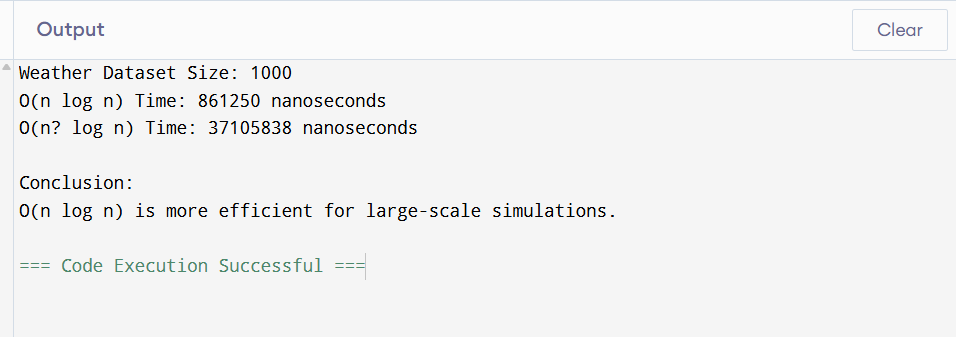 Output
Clear
Weather Dataset Size: 1000
O(n log n) Time: 861250 nanoseconds
O(n? log n) Time: 37105838 nanoseconds
Conclusion:
O(n log n) is more efficient for large-scale simulations.
=== Code Execution Successful ===